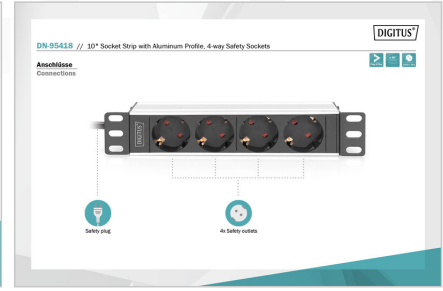 DIGITUS®
DN-95418 // 10" Socket Strip with Aluminum Profile, 4-way Safety Sockets
Anschlüsse
Connections
DIGITUS
Safety plug
4x Safety outlets